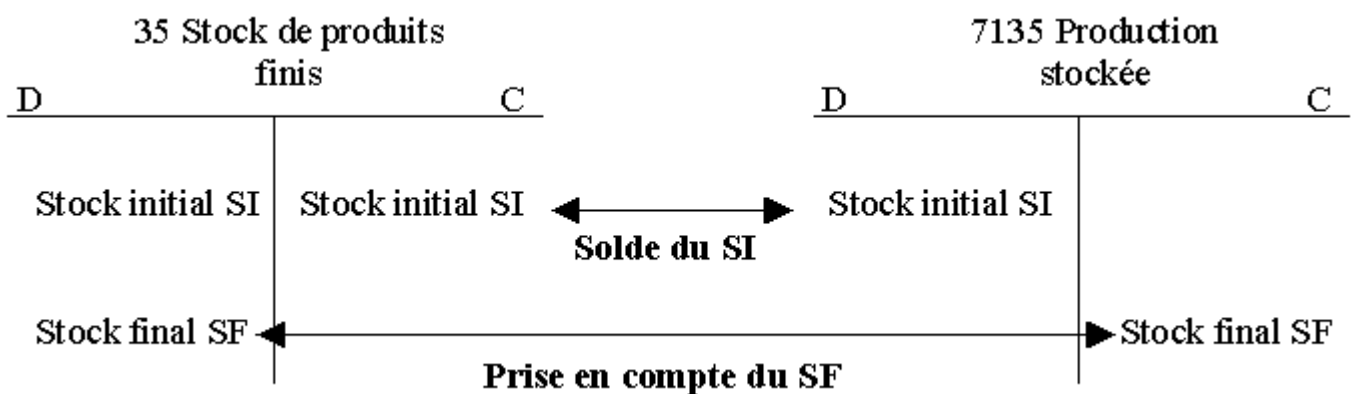 35 Stock de produits
finis
7135 Production
stockée
D C D C
Stock initial SI Stock initial SI Stock initial SI
Solde du SI
Stock final SF Stock final SF
Prise en compte du SF